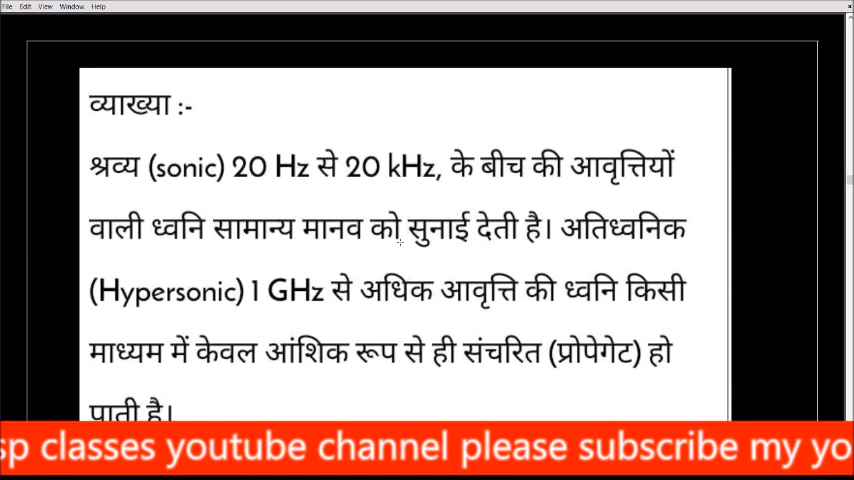 File Edit View Window Help
व्याख्या :-
श्रव्य (sonic) 20 Hz से 20 kHz, के बीच की आवृत्तियों
वाली ध्वनि सामान्य मानव को सुनाई देती है। अतिध्वनिक
(Hypersonic) 1 GHz से अधिक आवृत्ति की ध्वनि किसी
माध्यम में केवल आंशिक रूप से ही संचरित (प्रोपेगेट) हो
पाती है।
sp classes youtube channel please subscribe my yo